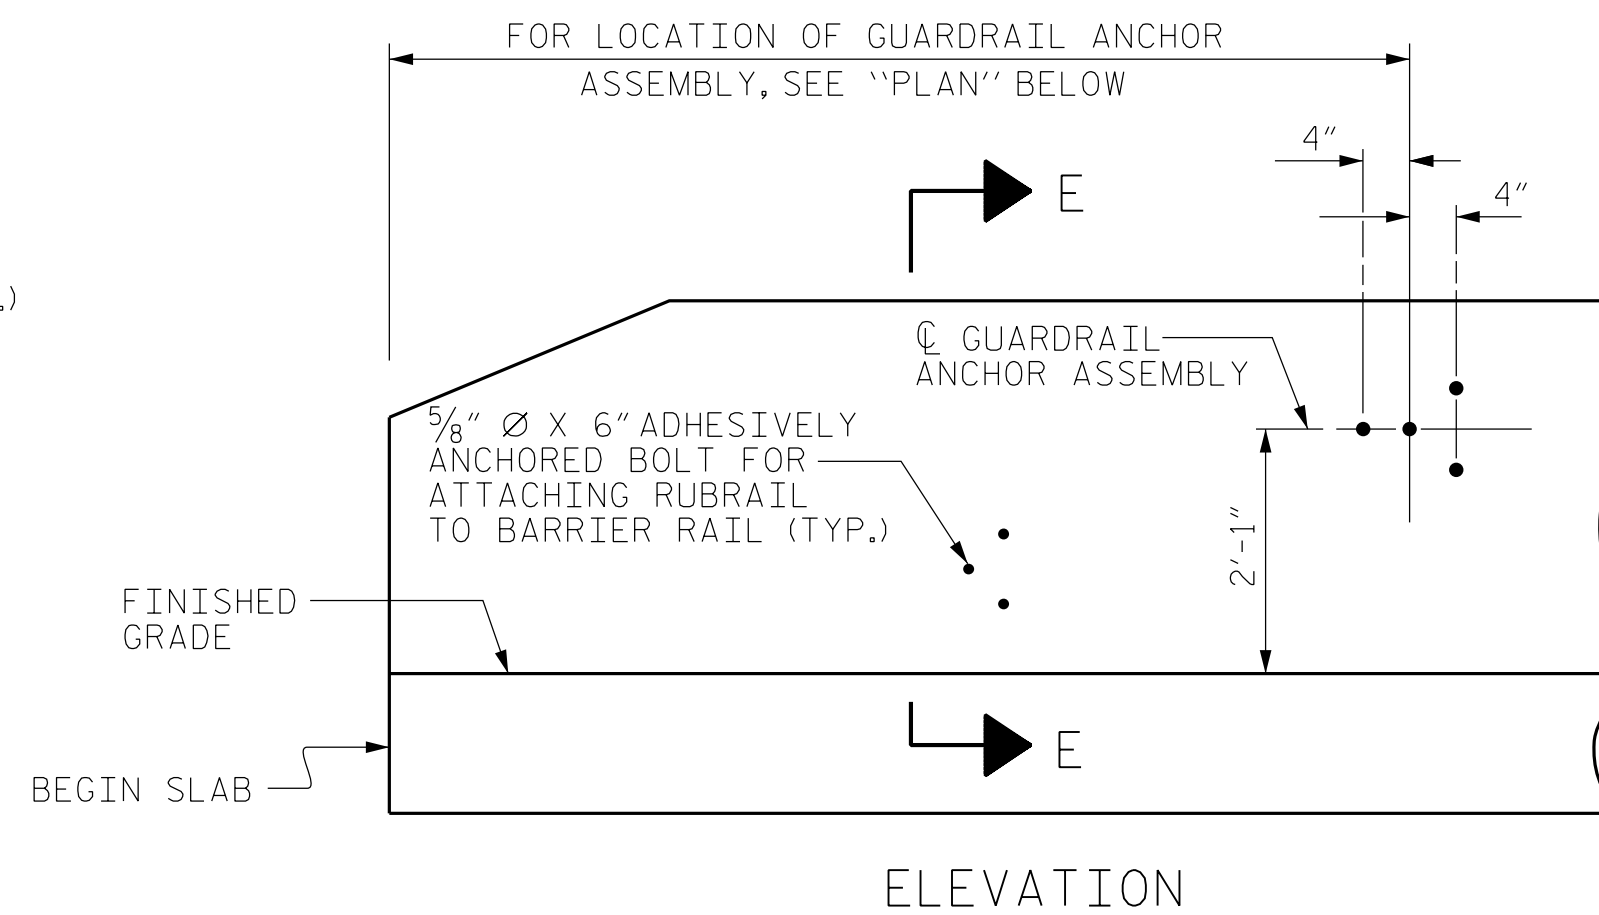 FOR LOCATION OF GUARDRAIL ANCHOR
ASSEMBLY, SEE "PLAN" BELOW
4"
4"
E
.)
℄ GUARDRAIL
ANCHOR ASSEMBLY
5/8" Ø X 6" ADHESIVELY
ANCHORED BOLT FOR
ATTACHING RUBRAIL
TO BARRIER RAIL (TYP.)
2'-1"
FINISHED
GRADE
E
BEGIN SLAB
ELEVATION